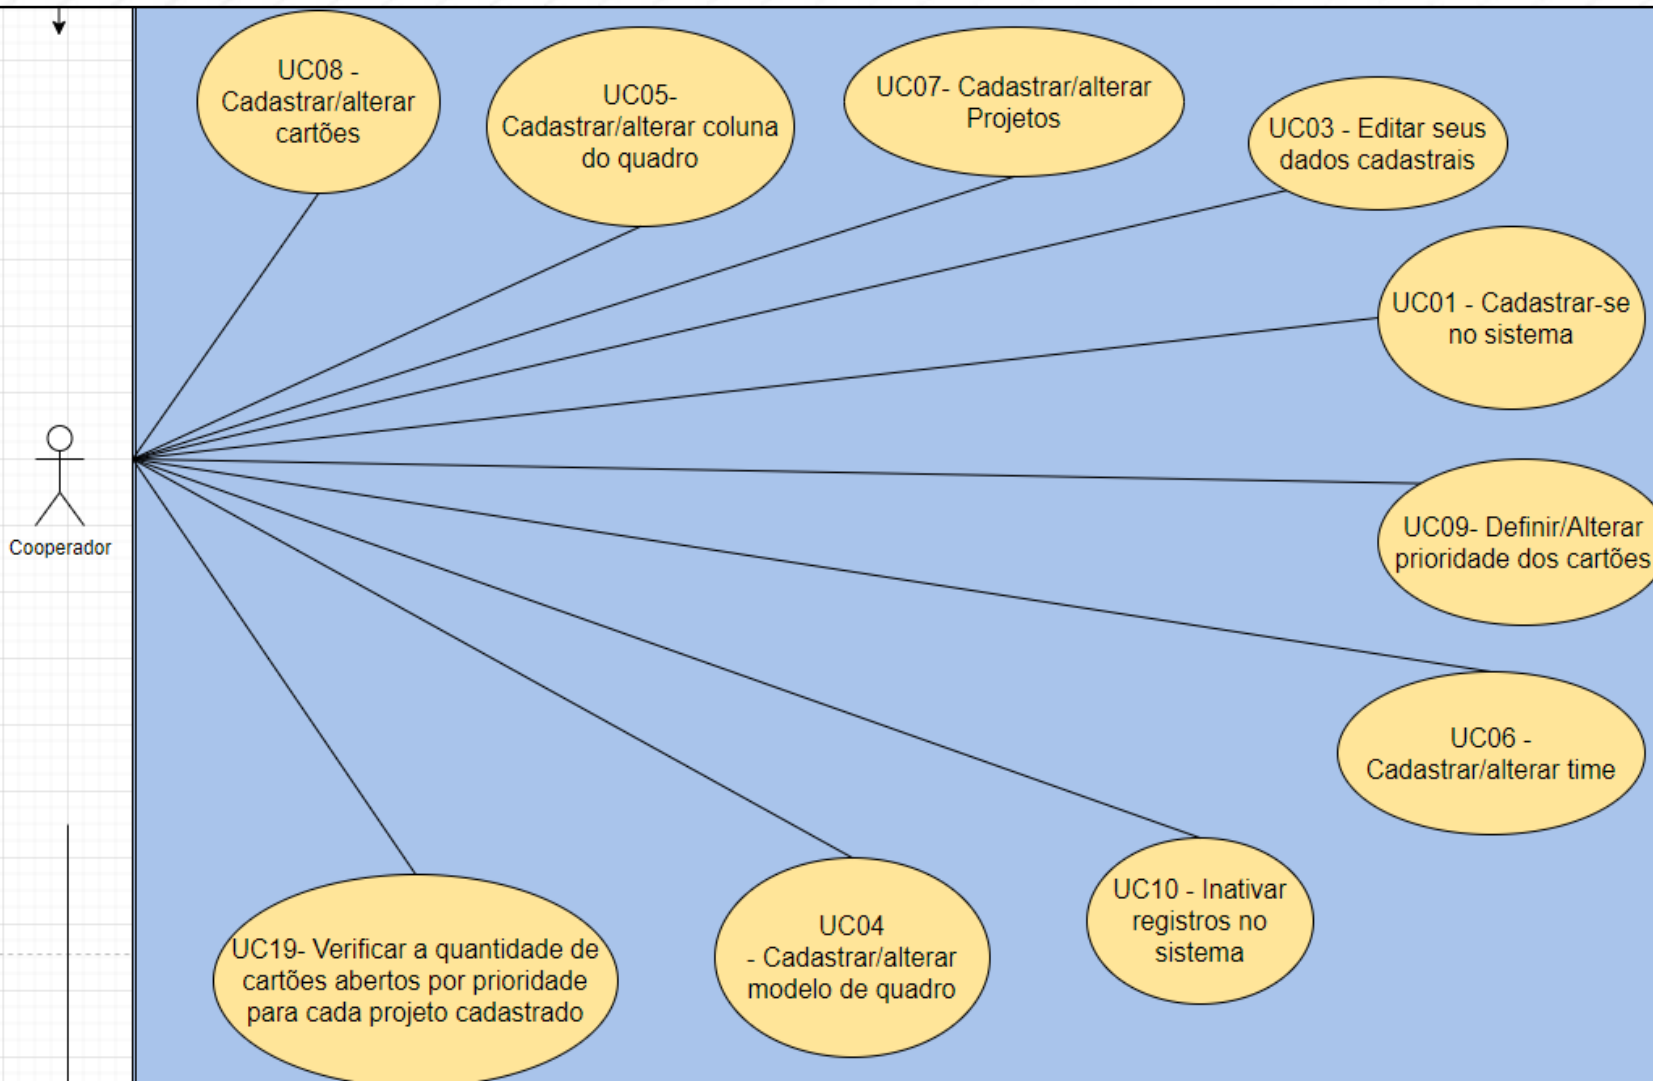 UC08 -
Cadastrar/alterar
cartões
UC05-
Cadastrar/alterar coluna
do quadro
UC07- Cadastrar/alterar
Projetos
UC03 - Editar seus
dados cadastrais
UC01 - Cadastrar-se
no sistema
Cooperador
UC09- Definir/Alterar
prioridade dos cartões
UC06 -
Cadastrar/alterar time
UC10 - Inativar
registros no
sistema
UC04
- Cadastrar/alterar
modelo de quadro
UC19- Verificar a quantidade de
cartões abertos por prioridade
para cada projeto cadastrado